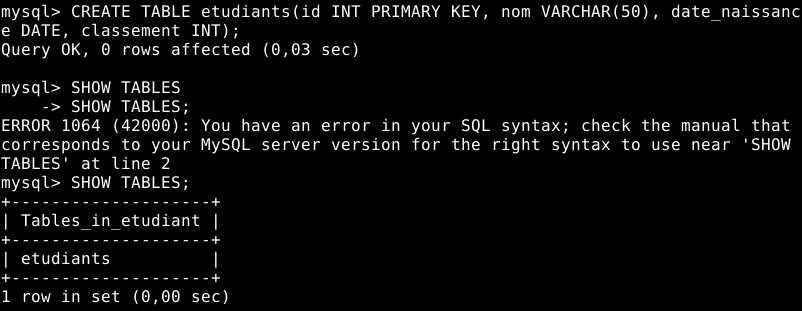 mysql> CREATE TABLE etudiants(id INT PRIMARY KEY, nom VARCHAR(50), date_naissanc
e DATE, classement INT);
Query OK, 0 rows affected (0,03 sec)

mysql> SHOW TABLES
    -> SHOW TABLES;
ERROR 1064 (42000): You have an error in your SQL syntax; check the manual that
corresponds to your MySQL server version for the right syntax to use near 'SHOW
TABLES' at line 2
mysql> SHOW TABLES;
+--------------------+
| Tables_in_etudiant |
+--------------------+
| etudiants          |
+--------------------+
1 row in set (0,00 sec)